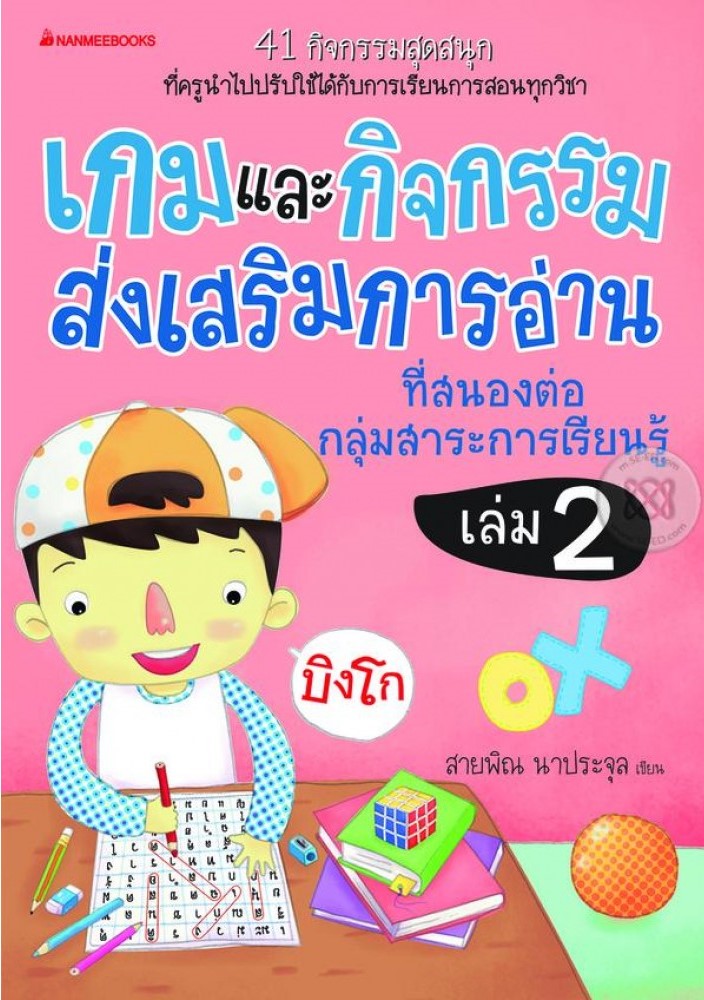 NANMEEBOOKS
41 กิจกรรมสุดสนุก
ที่ครูนำไปปรับใช้ได้กับการเรียนการสอนทุกวิชา
เกมและกิจกรรม
ส่งเสริมการอ่าน
ที่สนองต่อ
กลุ่มสาระการเรียนรู้
เล่ม 2
บิงโก
OX
สายพิณ นาประจุล เขียน